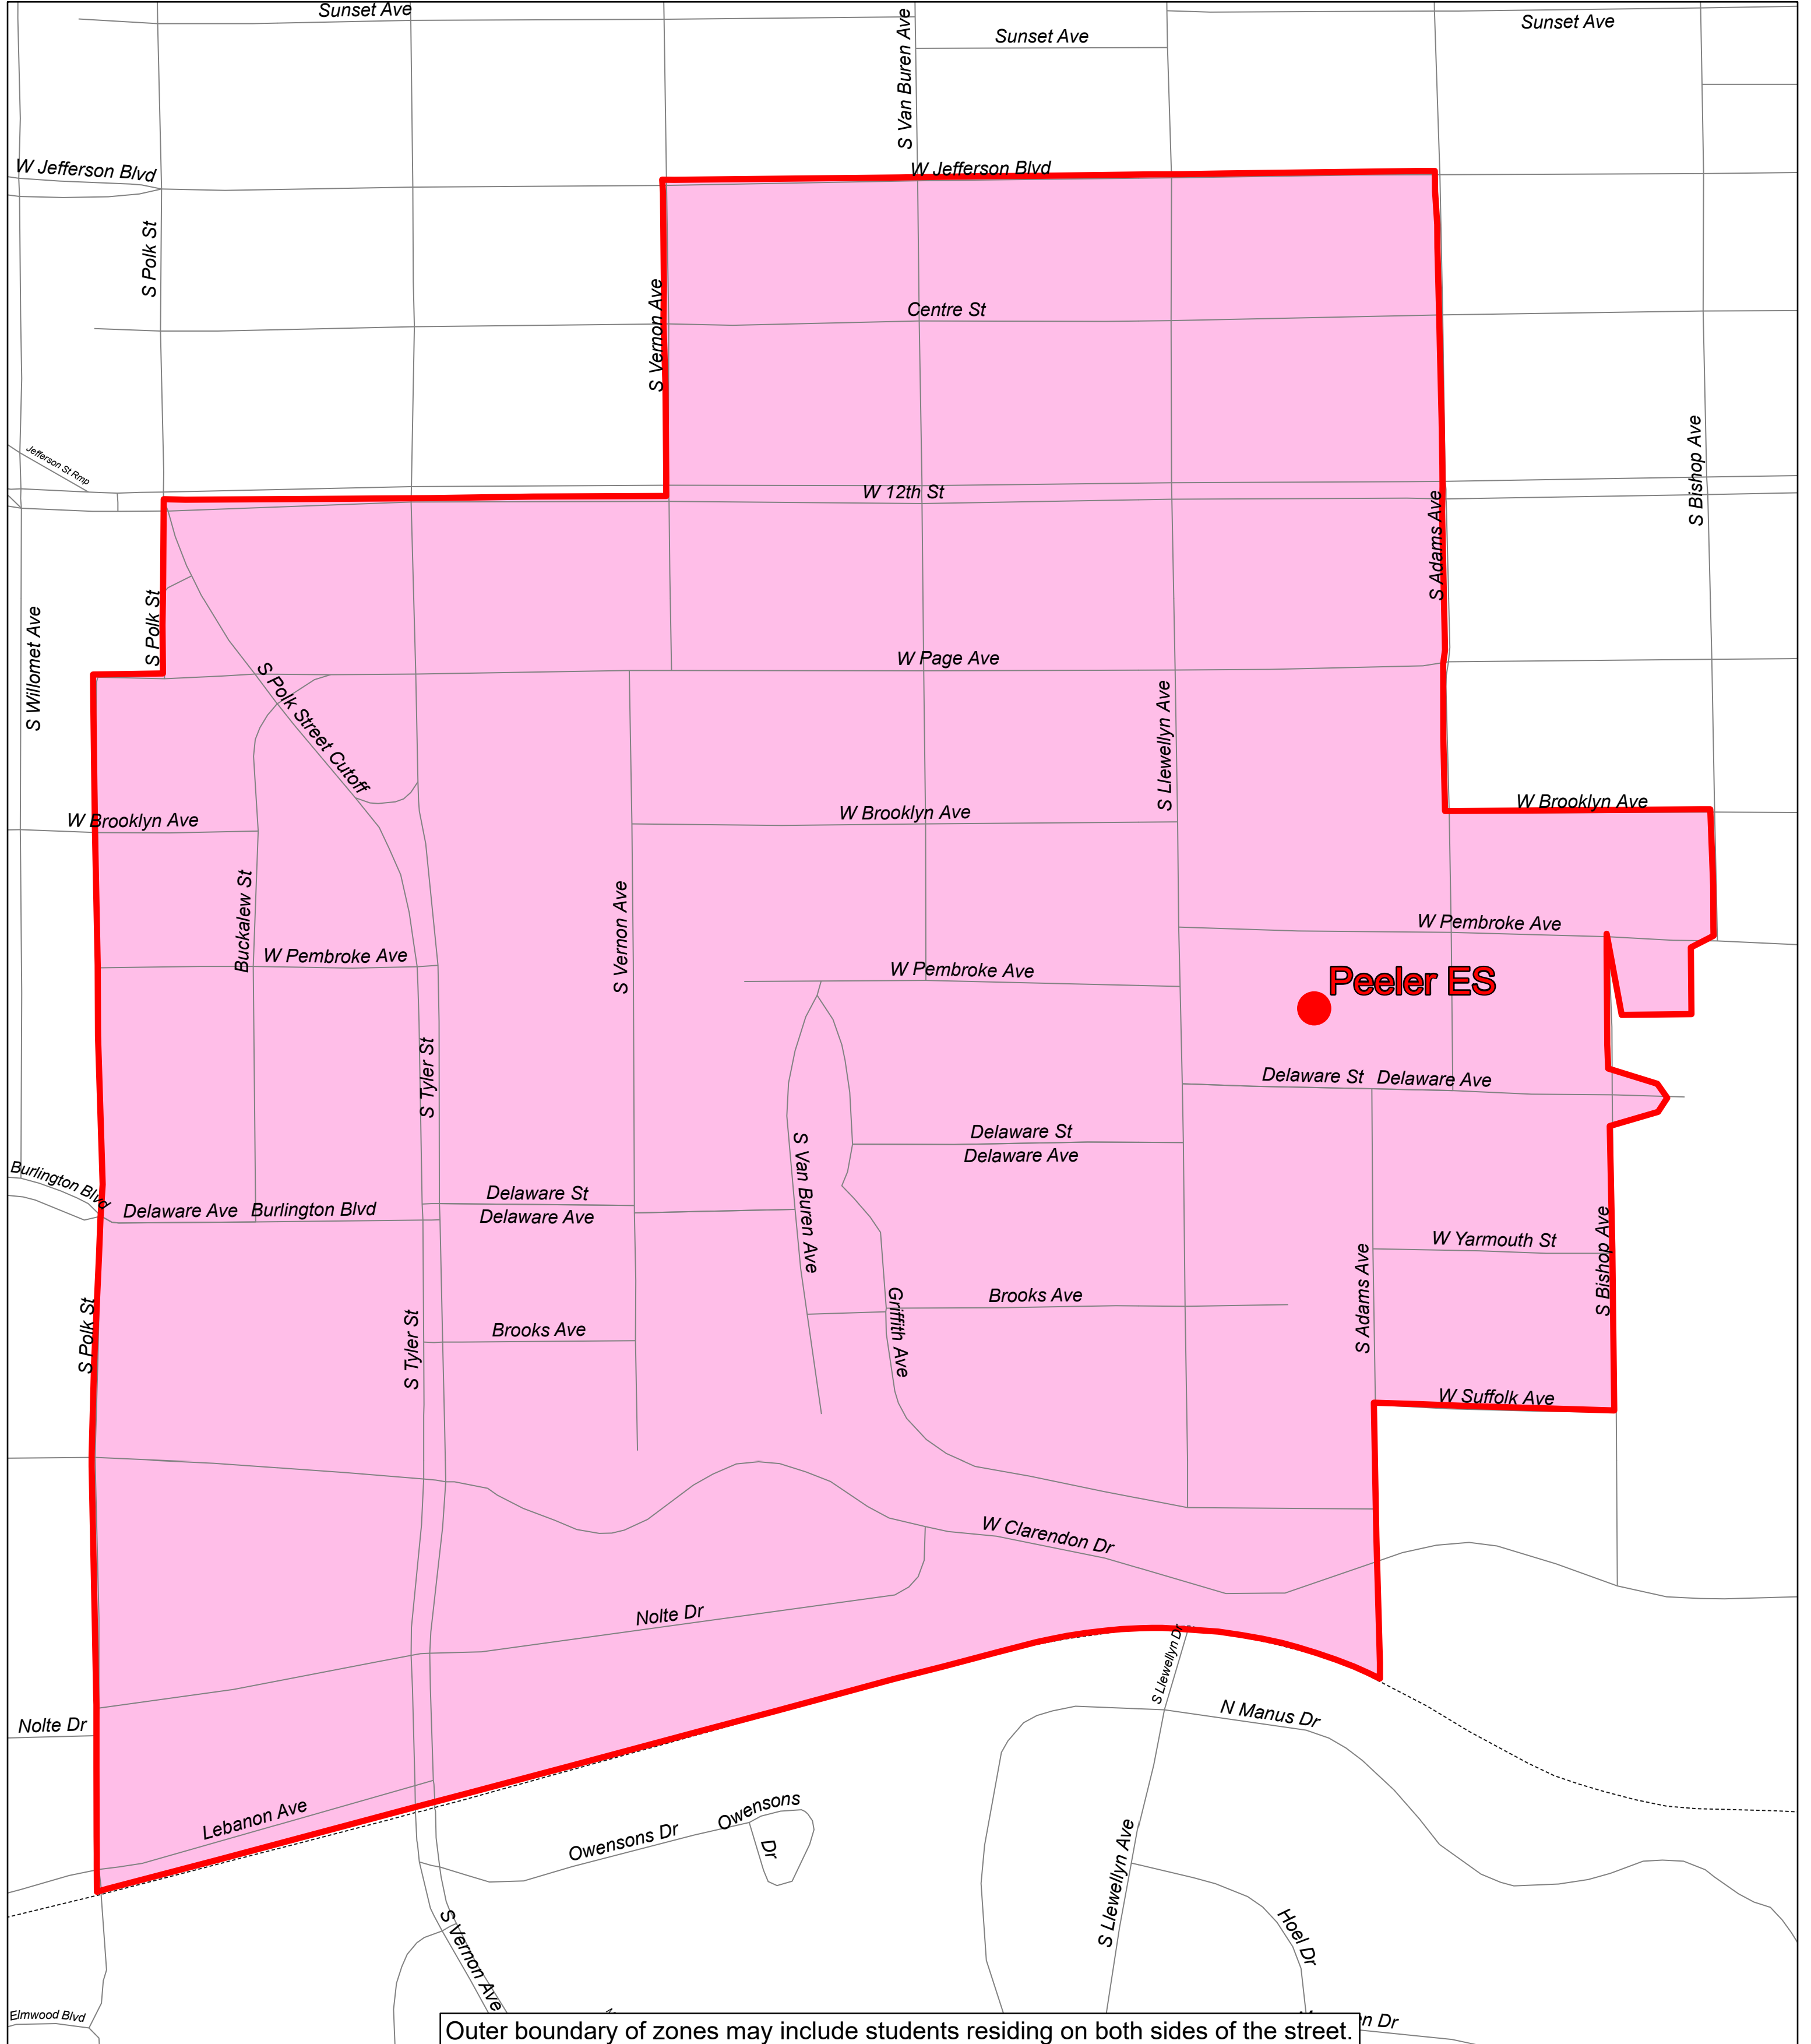 Sunset Ave
Sunset Ave
Sunset Ave
S Van Buren Ave
W Jefferson Blvd
W Jefferson Blvd
S Polk St
S Vernon Ave
Centre St
Jefferson St Rmp
W 12th St
S Bishop Ave
S Adams Ave
S Willomet Ave
S Polk St
W Page Ave
S Polk Street Cutoff
S Llewellyn Ave
W Brooklyn Ave
W Brooklyn Ave
W Brooklyn Ave
Buckalew St
S Vernon Ave
W Pembroke Ave
W Pembroke Ave
W Pembroke Ave
Peeler ES
S Tyler St
Delaware St
Delaware Ave
Delaware St
Delaware Ave
S Van Buren Ave
Burlington Blvd
Delaware Ave
Burlington Blvd
Delaware St
Delaware Ave
W Yarmouth St
S Bishop Ave
S Adams Ave
S Polk St
S Tyler St
Brooks Ave
Brooks Ave
Griffith Ave
W Suffolk Ave
W Clarendon Dr
Nolte Dr
S Llewellyn Dr
Nolte Dr
N Manus Dr
Lebanon Ave
Owensons Dr
Owensons
Dr
S Llewellyn Ave
Hoel Dr
S Vernon Ave
Elmwood Blvd
Dr
Outer boundary of zones may include students residing on both sides of the street.